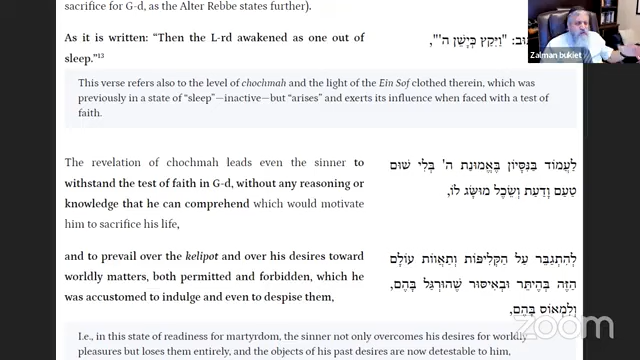 sacrifice for G-d, as the Alter Rebbe states further).
As it is written: “Then the L-rd awakened as one out of
sleep.”13
כְּיָשֵׁן ה'",
This verse refers also to the level of chochmah and the light of the Ein Sof clothed therein, which was
previously in a state of “sleep”—inactive—but “arises” and exerts its influence when faced with a test of
faith.
The revelation of chochmah leads even the sinner to
withstand the test of faith in G-d, without any reasoning or
knowledge that he can comprehend which would motivate
him to sacrifice his life,
לַעֲמוֹד בַּנִּסָּיוֹן בֶּאֱמוּנַת ה' בְּלִי שׁוּם
טַעַם וָדַעַת וְשֵׂכֶל מוּשָּׂג לוֹ,
and to prevail over the kelipot and over his desires toward
worldly matters, both permitted and forbidden, which he
was accustomed to indulge and even to despise them,
לְהִתְגַּבֵּר עַל הַקְּלִיפּוֹת וְתַאֲווֹת עוֹלָם
הַזֶּה בְּהֶיתֵּר וּבְאִיסּוּר שֶׁהוּרְגַּל בָּהֶם,
וְלִמְאוֹס בָּהֶם,
I.e., in this state of readiness for martyrdom, the sinner not only overcomes his desires for worldly
pleasures but loses them entirely, and the objects of his past desires are now detestable to him,
Zalman bukiet
zoom